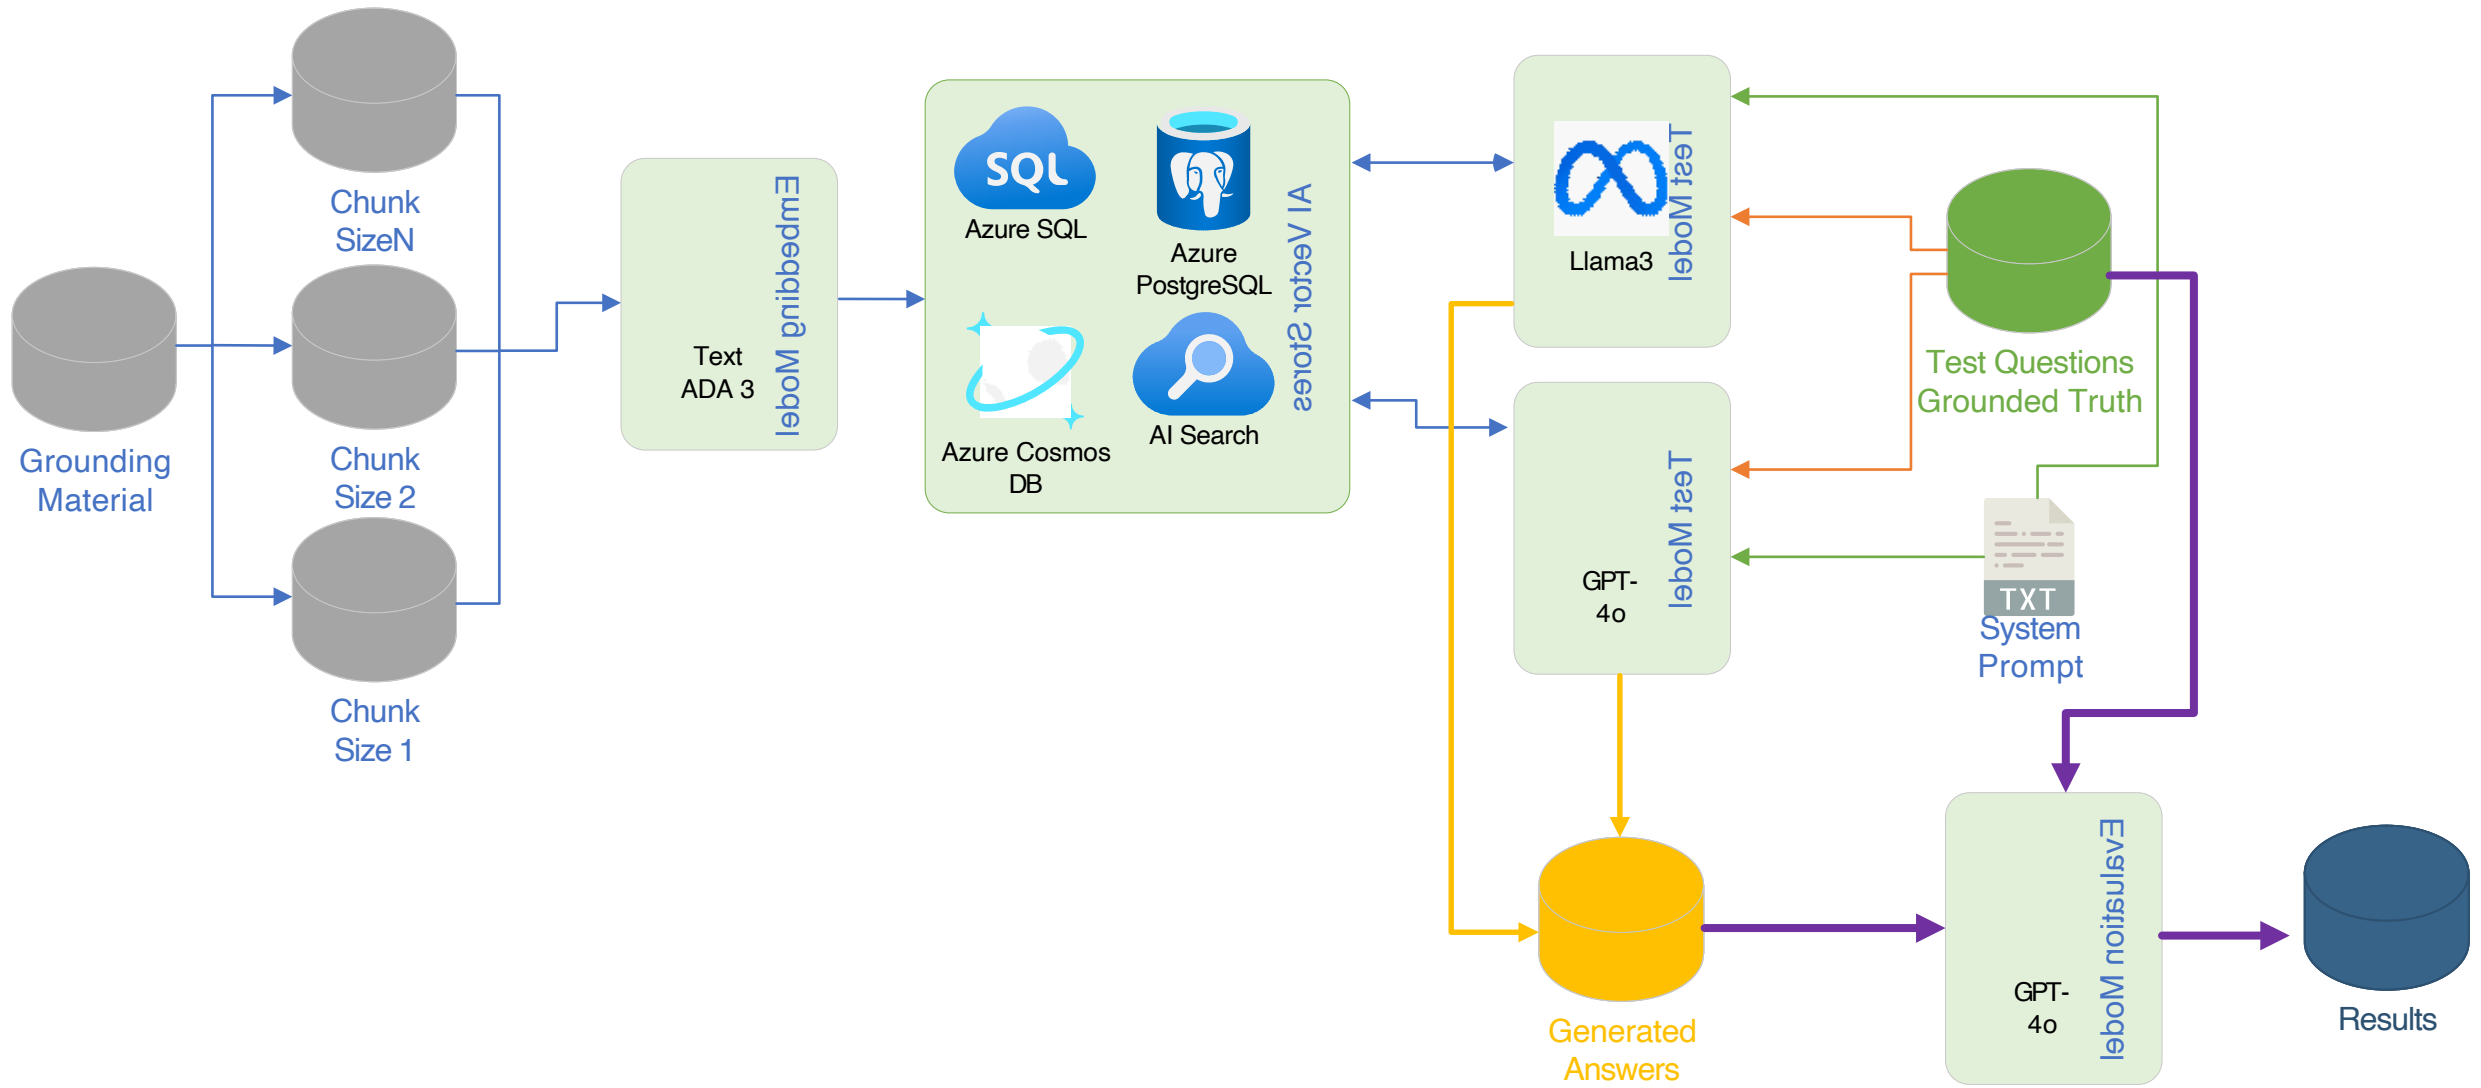 Chunk
SizeN
Grounding
Material
Chunk
Size 2
Chunk
Size 1
Text
ADA 3
Embedding Model
SQL
Azure SQL
Azure
PostgreSQL
Azure Cosmos
DB
AI Search
AI Vector Stores
Llama3
Test Model
GPT-
4o
Test Model
Test Questions
Grounded Truth
TXT
System
Prompt
Generated
Answers
GPT-
4o
Evaluation Model
Results